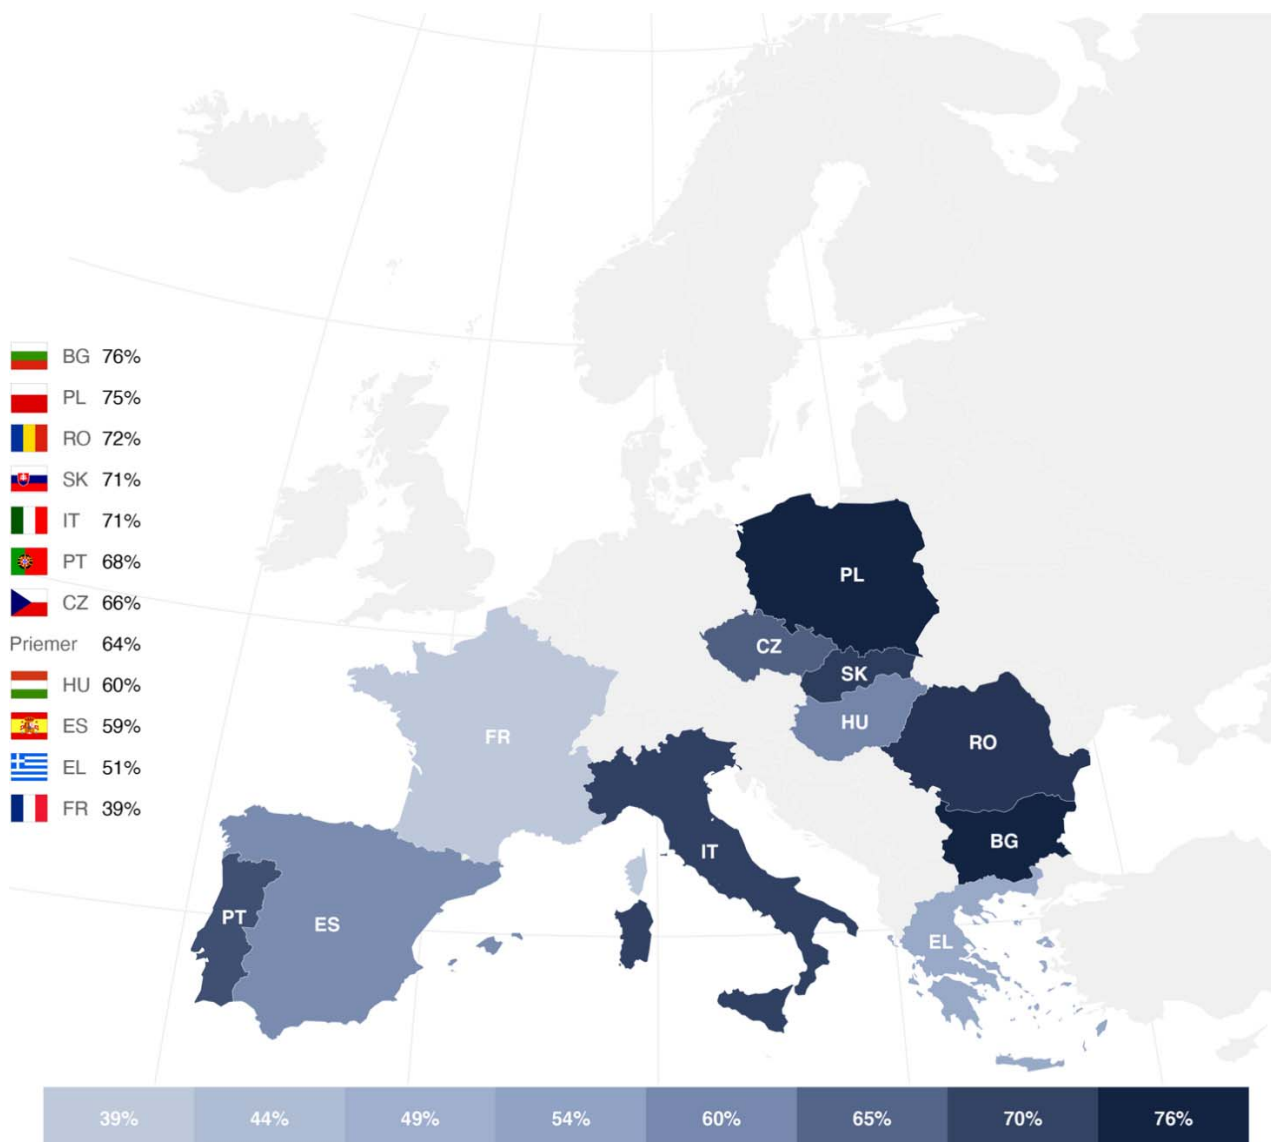 BG 76%
PL 75%
RO 72%
SK 71%
IT 71%
PT 68%
CZ 66%
Priemer 64%
HU 60%
ES 59%
EL 51%
FR 39%
PL
CZ
SK
HU
FR
RO
BG
IT
PT
ES
EL
39% 44% 49% 54% 60% 65% 70% 76%